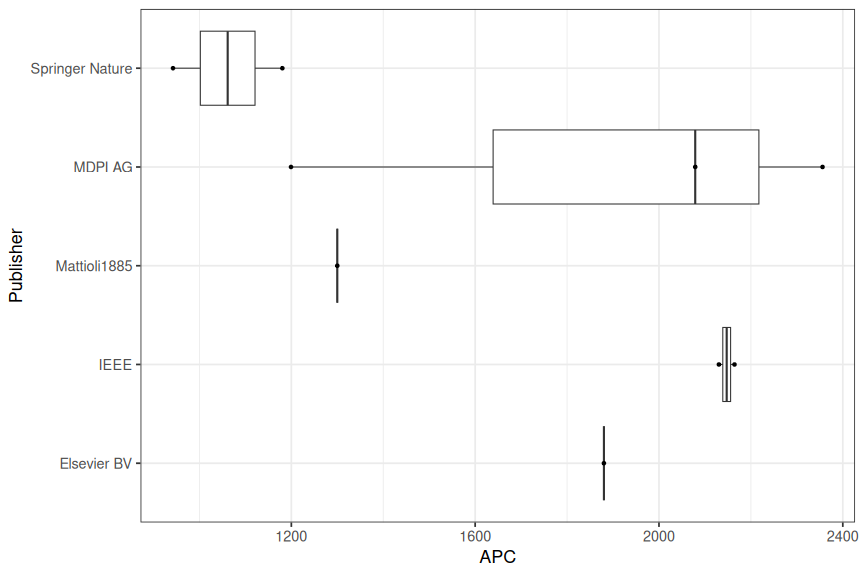 Springer Nature
MDPI AG
Mattioli1885
IEEE
Elsevier BV
Publisher
1200 1600 2000 2400
APC